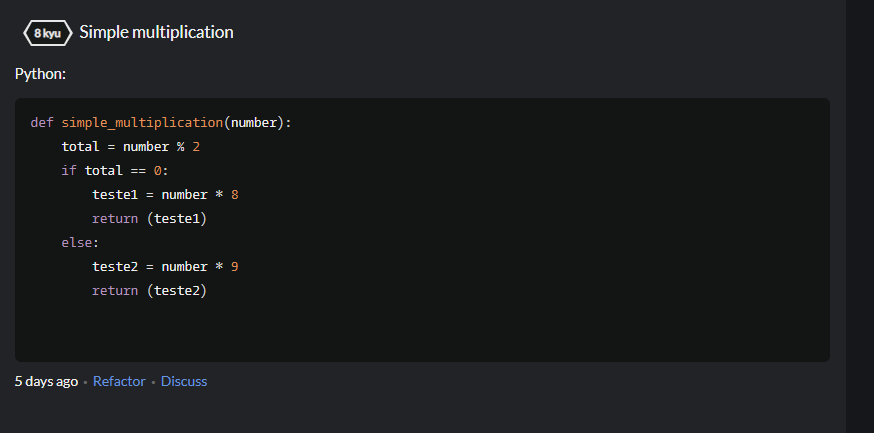 8 kyu Simple multiplication
Python:
def simple_multiplication(number):
    total = number % 2
    if total == 0:
        teste1 = number * 8
        return (teste1)
    else:
        teste2 = number * 9
        return (teste2)
5 days ago • Refactor • Discuss